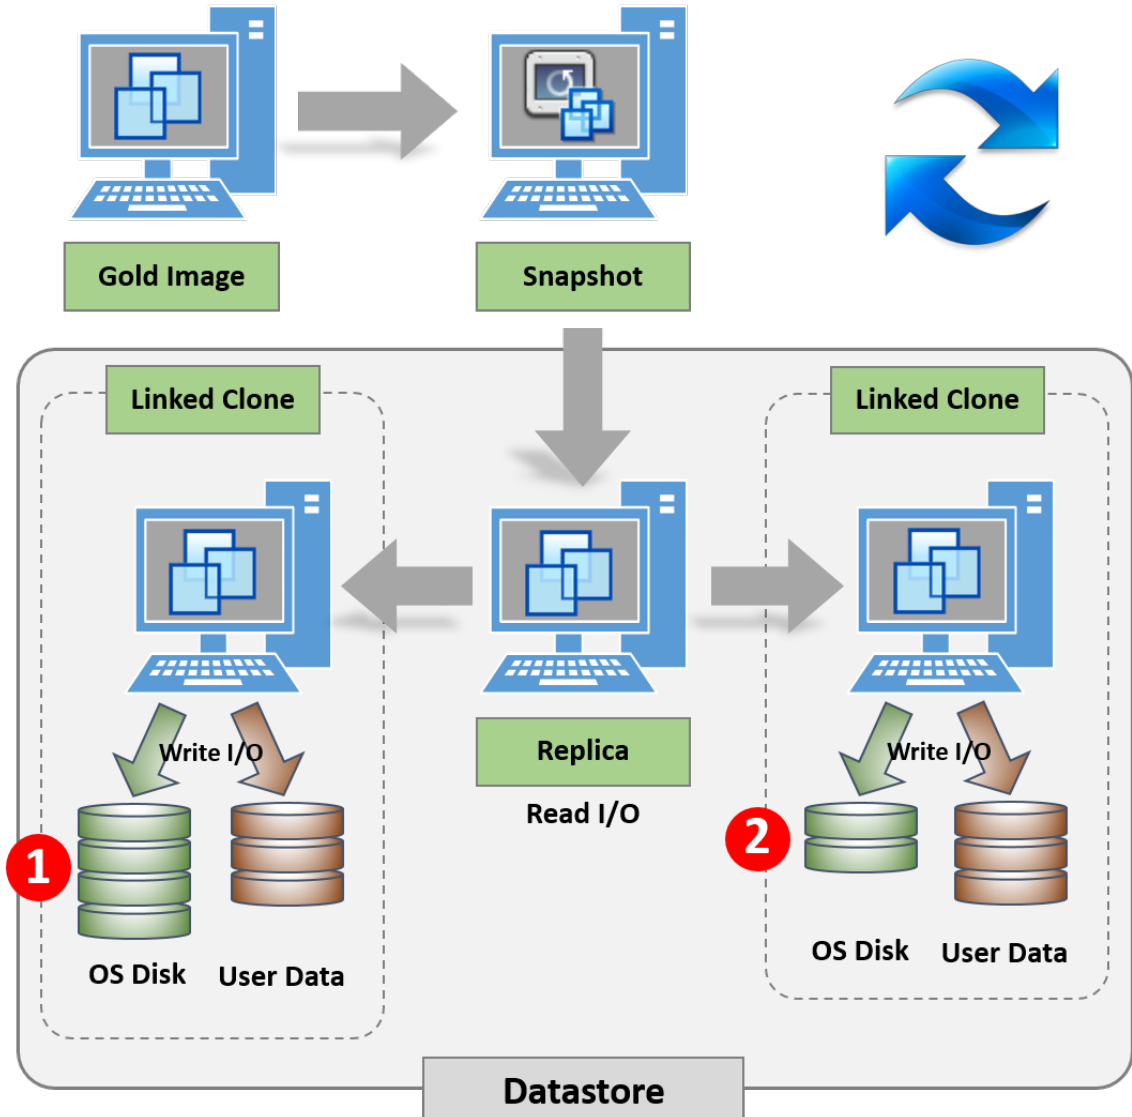 Gold Image
Snapshot
Linked Clone
Linked Clone
Write I/O
Replica
Read I/O
Write I/O
1
2
OS Disk
User Data
OS Disk
User Data
Datastore